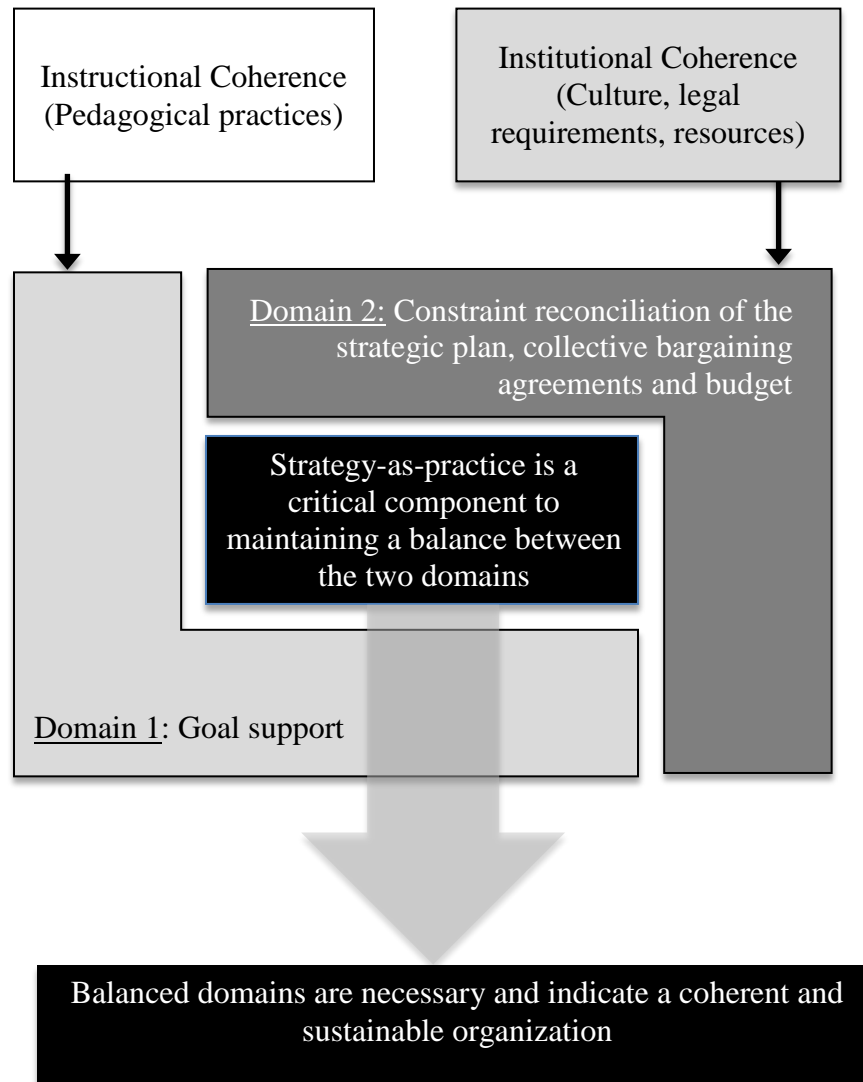 Instructional Coherence
(Pedagogical practices)
Institutional Coherence
(Culture, legal
requirements, resources)
Domain 2: Constraint reconciliation of the
strategic plan, collective bargaining
agreements and budget
Strategy-as-practice is a
critical component to
maintaining a balance between
the two domains
Domain 1: Goal support
Balanced domains are necessary and indicate a coherent and
sustainable organization